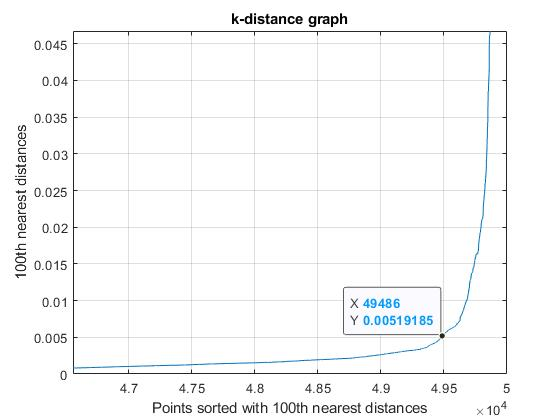 k-distance graph
100th nearest distances
0.045
0.04
0.035
0.03
0.025
0.02
0.015
0.01
0.005
0
X 49486
Y 0.00519185
4.7 4.75 4.8 4.85 4.9 4.95 5
Points sorted with 100th nearest distances
×10⁴